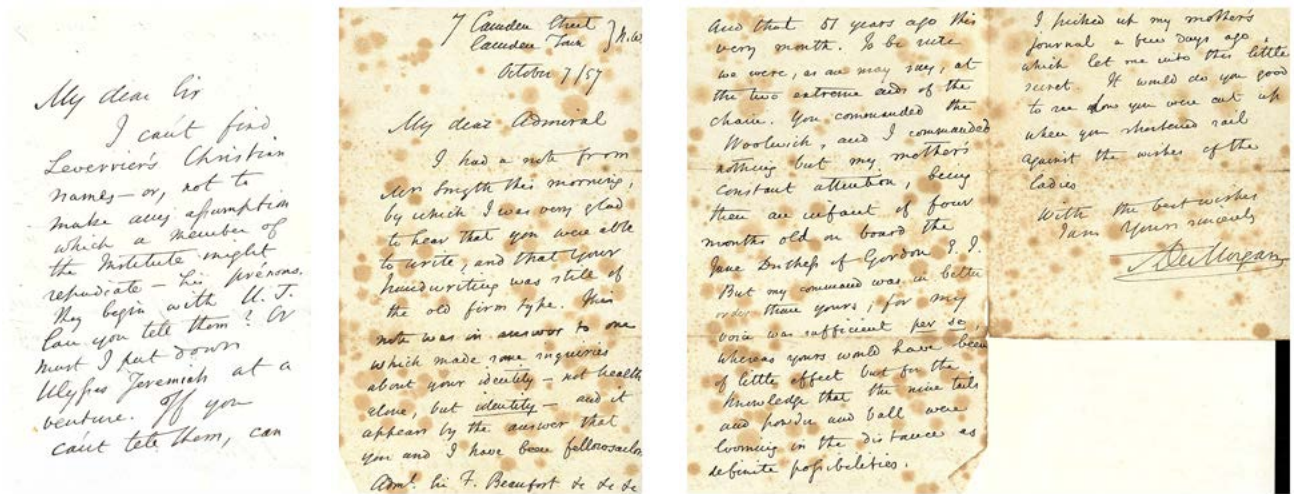 My dear Sir
I can't find
Leverrier's Christian
names — or, not to
make any assumption
which a member of
the Institute might
repudiate — his prénoms.
They begin with U. J.
Can you tell them? Or
must I put down
Ulysses Jeremiah at a
venture. If you
can't tell them, can
7 Camden Street
Camden Town } N.W.
October 7/57
My dear Admiral
I had a note from
Mrs Smyth this morning,
by which I was very glad
to hear that you were able
to write, and that your
handwriting was still of
the old firm type. This
note was in answer to one
which made some inquiries
about your identity — not health
alone, but identity — and it
appears by the answer that
you and I have been fellowsailors
Adml. Sir F. Beaufort &c &c &c
And that 51 years ago this
very month. To be sure
we were, as one may say, at
the two extreme ends of the
chain. You commanded the
Woolwich, and I commanded
nothing but my mother's
constant attention, being
then an infant of four
months old on board the
Jane Duchess of Gordon E. I.
But my command was in better
order than yours; for my
voice was sufficient per se,
whereas yours would have been
of little effect but for the
knowledge that the nine tails
and powder and ball were
looming in the distance as
definite possibilities.
I picked up my mother's
journal a few days ago,
which let me into this little
secret. It would do you good
to see how you were cut up
when you shortened sail
against the wishes of the
ladies
With the best wishes
I am Yours sincerely
A De Morgan